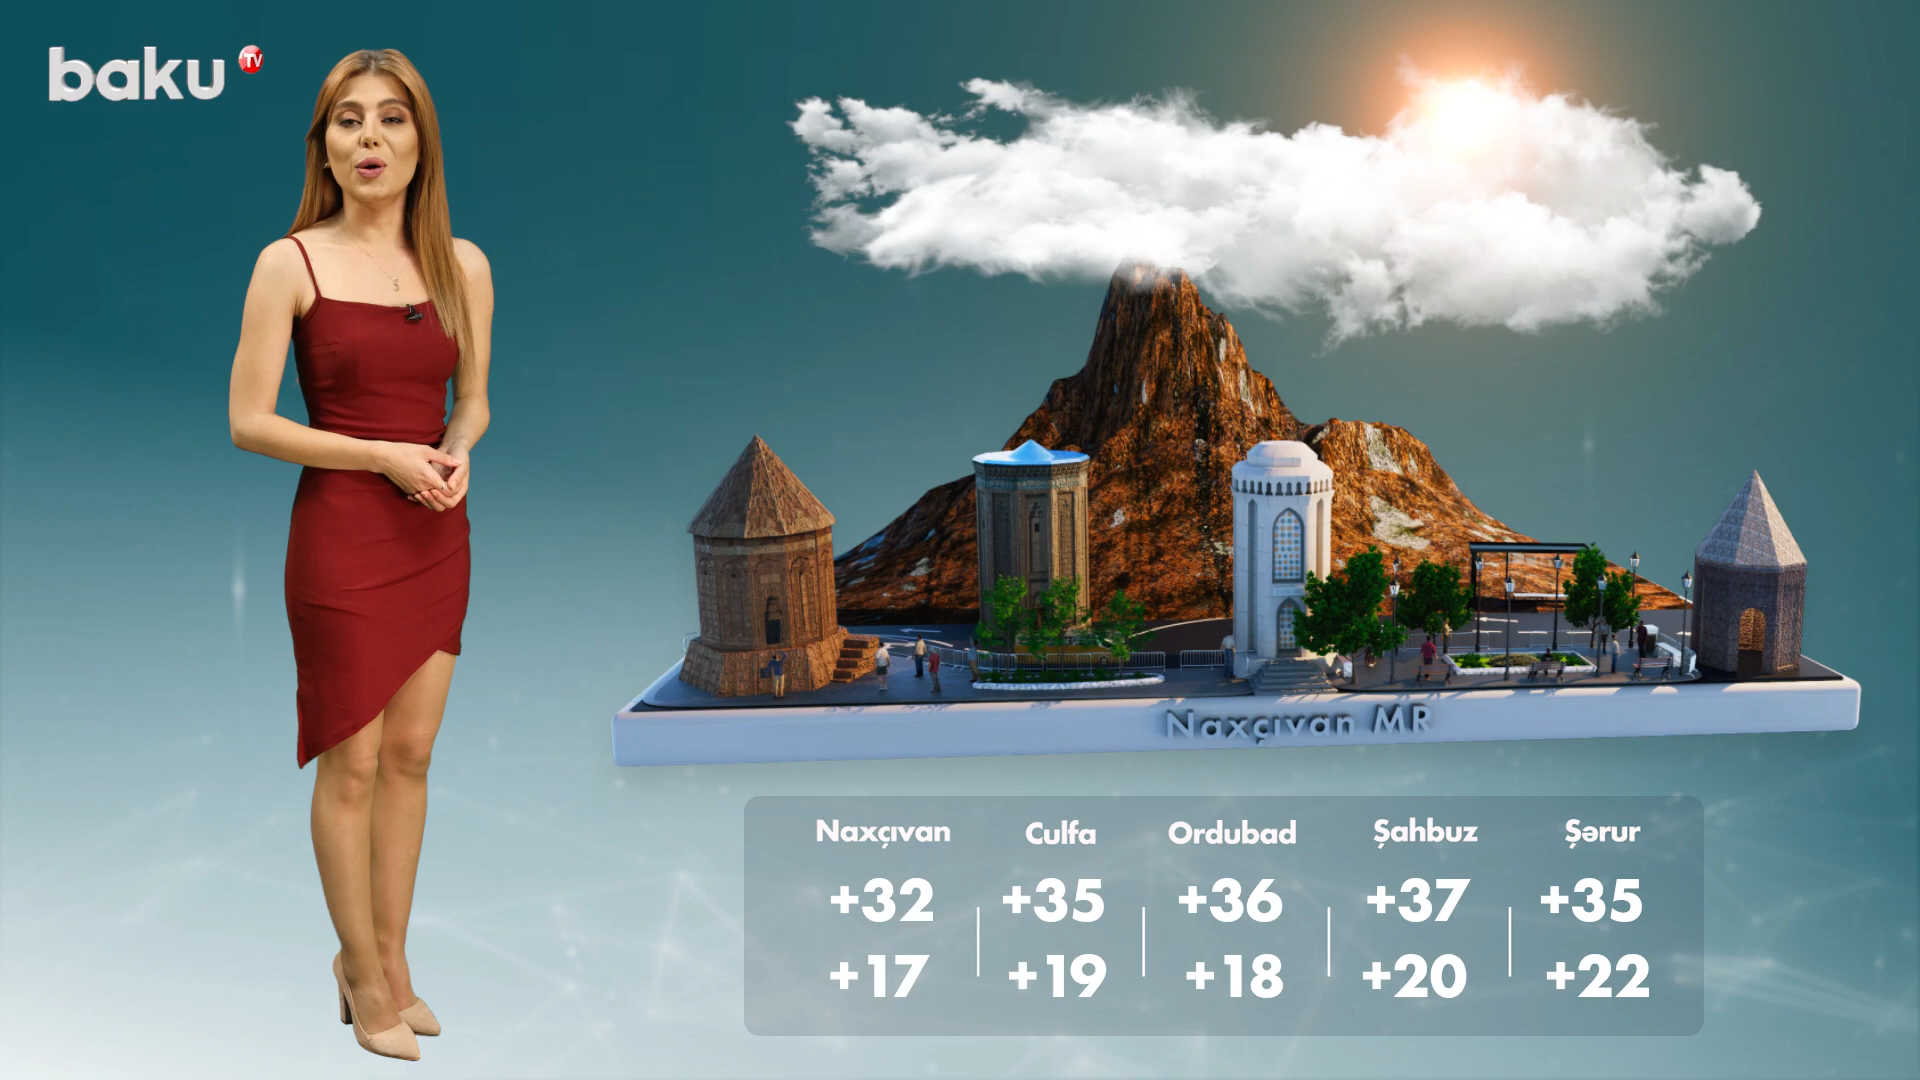 baku TV
Naxçıvan MR
Naxçıvan Culfa Ordubad Şahbuz Şərur
+32 +35 +36 +37 +35
+17 +19 +18 +20 +22